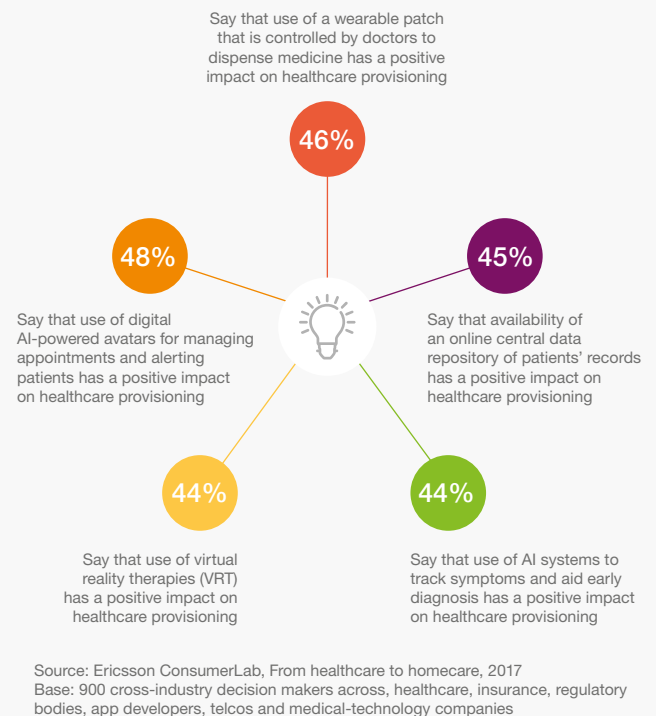 Say that use of a wearable patch
that is controlled by doctors to
dispense medicine has a positive
impact on healthcare provisioning
46%
48%
Say that use of digital
AI-powered avatars for managing
appointments and alerting
patients has a positive impact
on healthcare provisioning
45%
Say that availability of
an online central data
repository of patients’ records
has a positive impact on
healthcare provisioning
44%
Say that use of virtual
reality therapies (VRT)
has a positive impact on
healthcare provisioning
44%
Say that use of AI systems to
track symptoms and aid early
diagnosis has a positive impact
on healthcare provisioning
Source: Ericsson ConsumerLab, From healthcare to homecare, 2017
Base: 900 cross-industry decision makers across, healthcare, insurance, regulatory
bodies, app developers, telcos and medical-technology companies